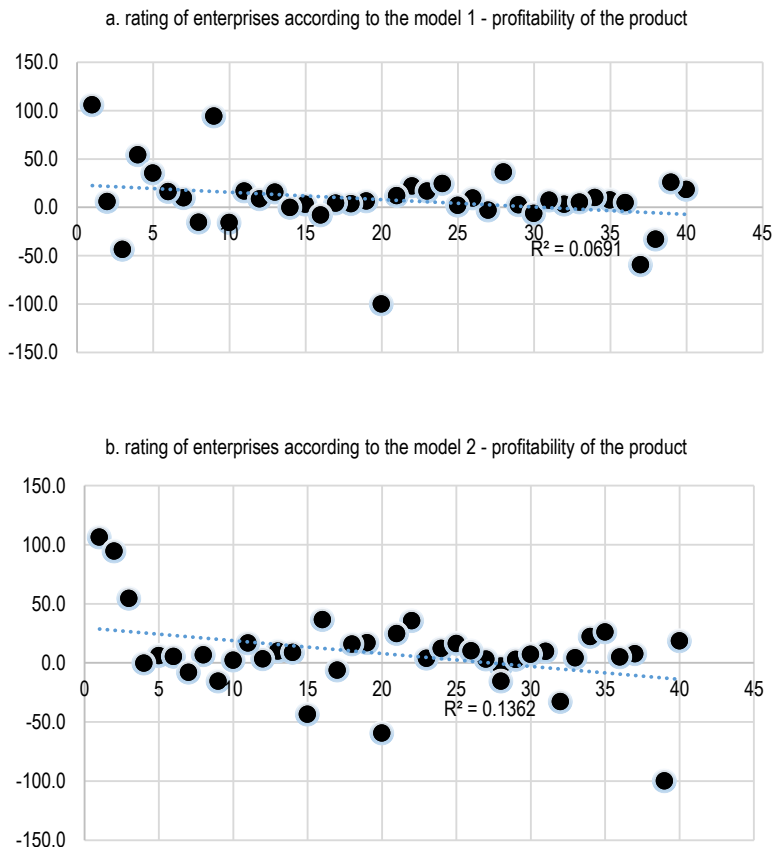 a. rating of enterprises according to the model 1 - profitability of the product
150.0
100.0
50.0
0.0
0 5 10 15 20 25 30 35 40 45
R² = 0.0691
-50.0
-100.0
-150.0
b. rating of enterprises according to the model 2 - profitability of the product
150.0
100.0
50.0
0.0
0 5 10 15 20 25 30 35 40 45
R² = 0.1362
-50.0
-100.0
-150.0